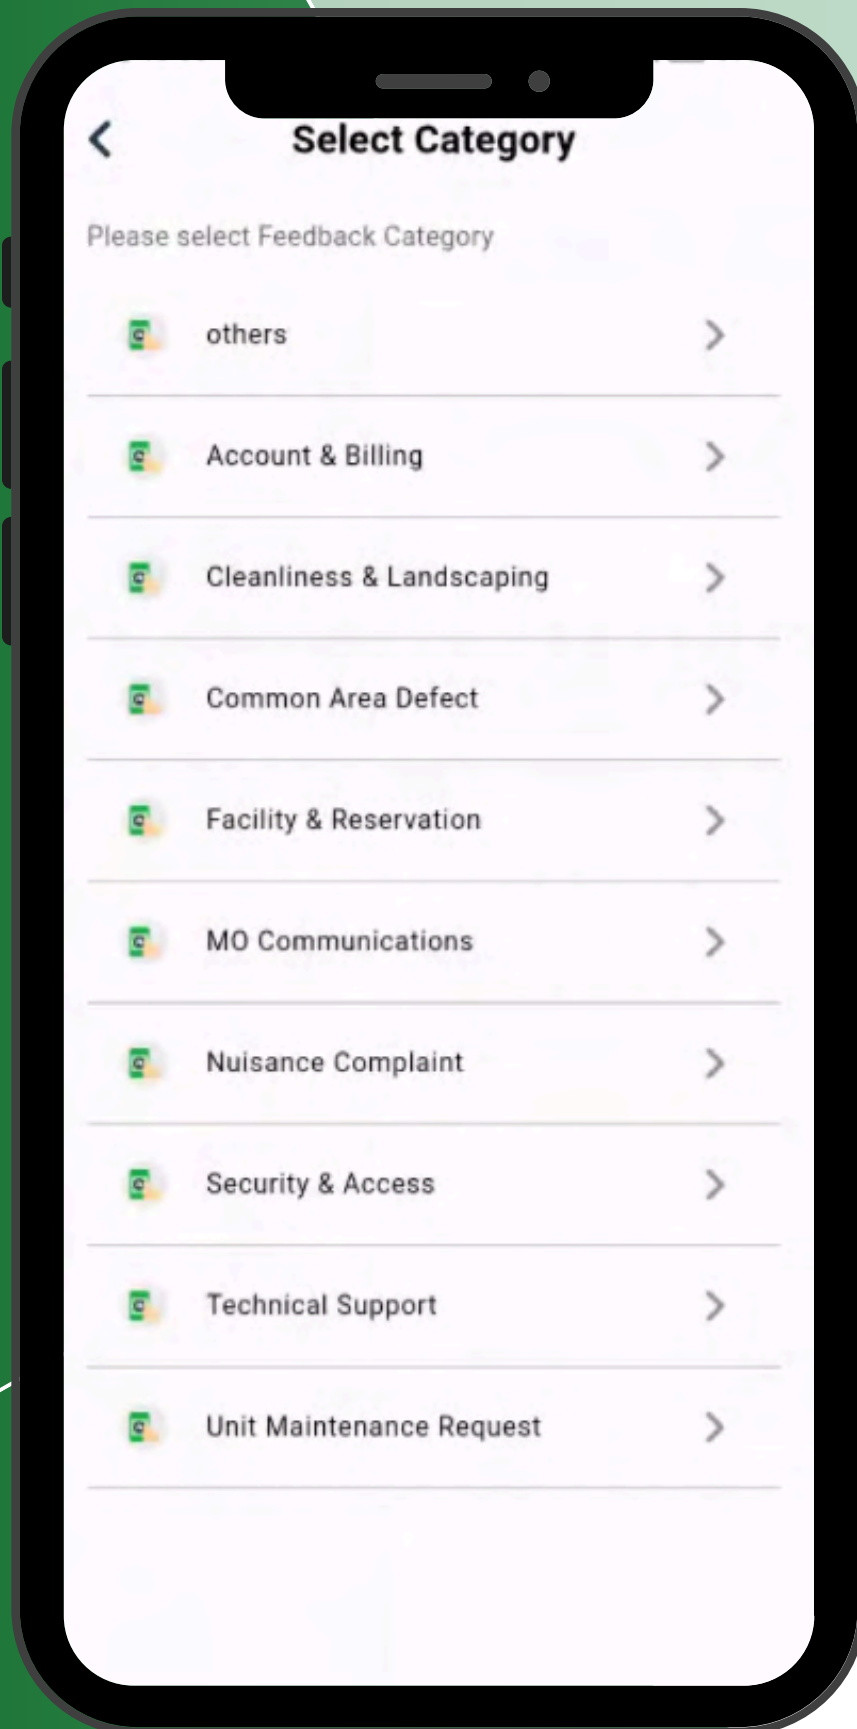 Select Category
Please select Feedback Category
others
Account & Billing
Cleanliness & Landscaping
Common Area Defect
Facility & Reservation
MO Communications
Nuisance Complaint
Security & Access
Technical Support
Unit Maintenance Request